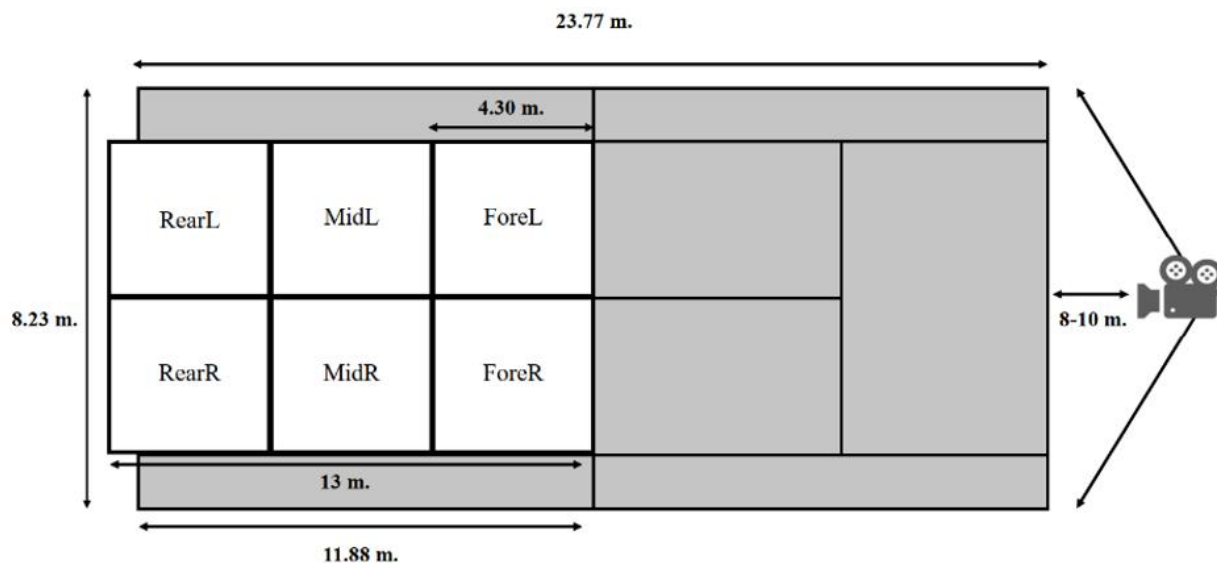 23.77 m.
4.30 m.
RearL MidL ForeL
8.23 m.
8-10 m.
RearR MidR ForeR
13 m.
11.88 m.